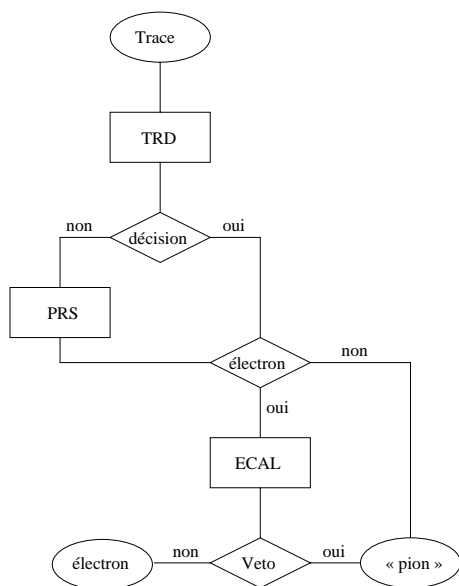 Trace
TRD
non
oui
décision
PRS
électron
non
oui
ECAL
électron
non
Veto
oui
« pion »